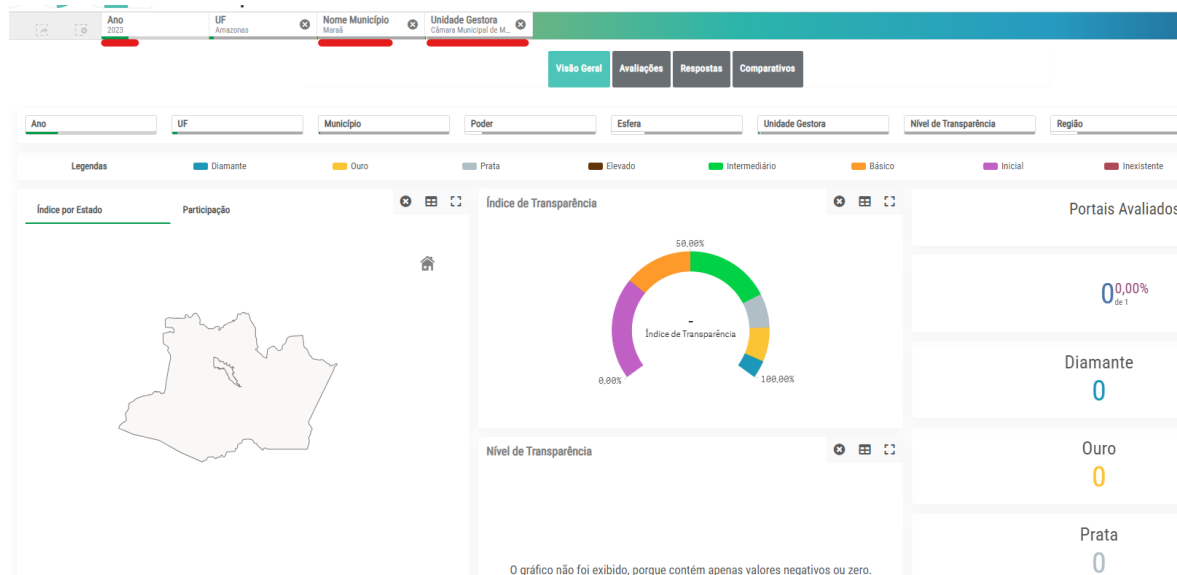 Ano
2023
UF
Amazonas
Nome Município
Maraã
Unidade Gestora
Câmara Municipal de M...
Visão Geral
Avaliações
Respostas
Comparativos
Ano
UF
Município
Poder
Esfera
Unidade Gestora
Nível de Transparência
Região
Legendas
Diamante
Ouro
Prata
Elevado
Intermediário
Básico
Inicial
Inexistente
Índice por Estado
Participação
Índice de Transparência
50,00%
-
Índice de Transparência
0,00%
100,00%
Nível de Transparência
O gráfico não foi exibido, porque contém apenas valores negativos ou zero.
Portais Avaliados
0 0,00%
de 1
Diamante
0
Ouro
0
Prata
0